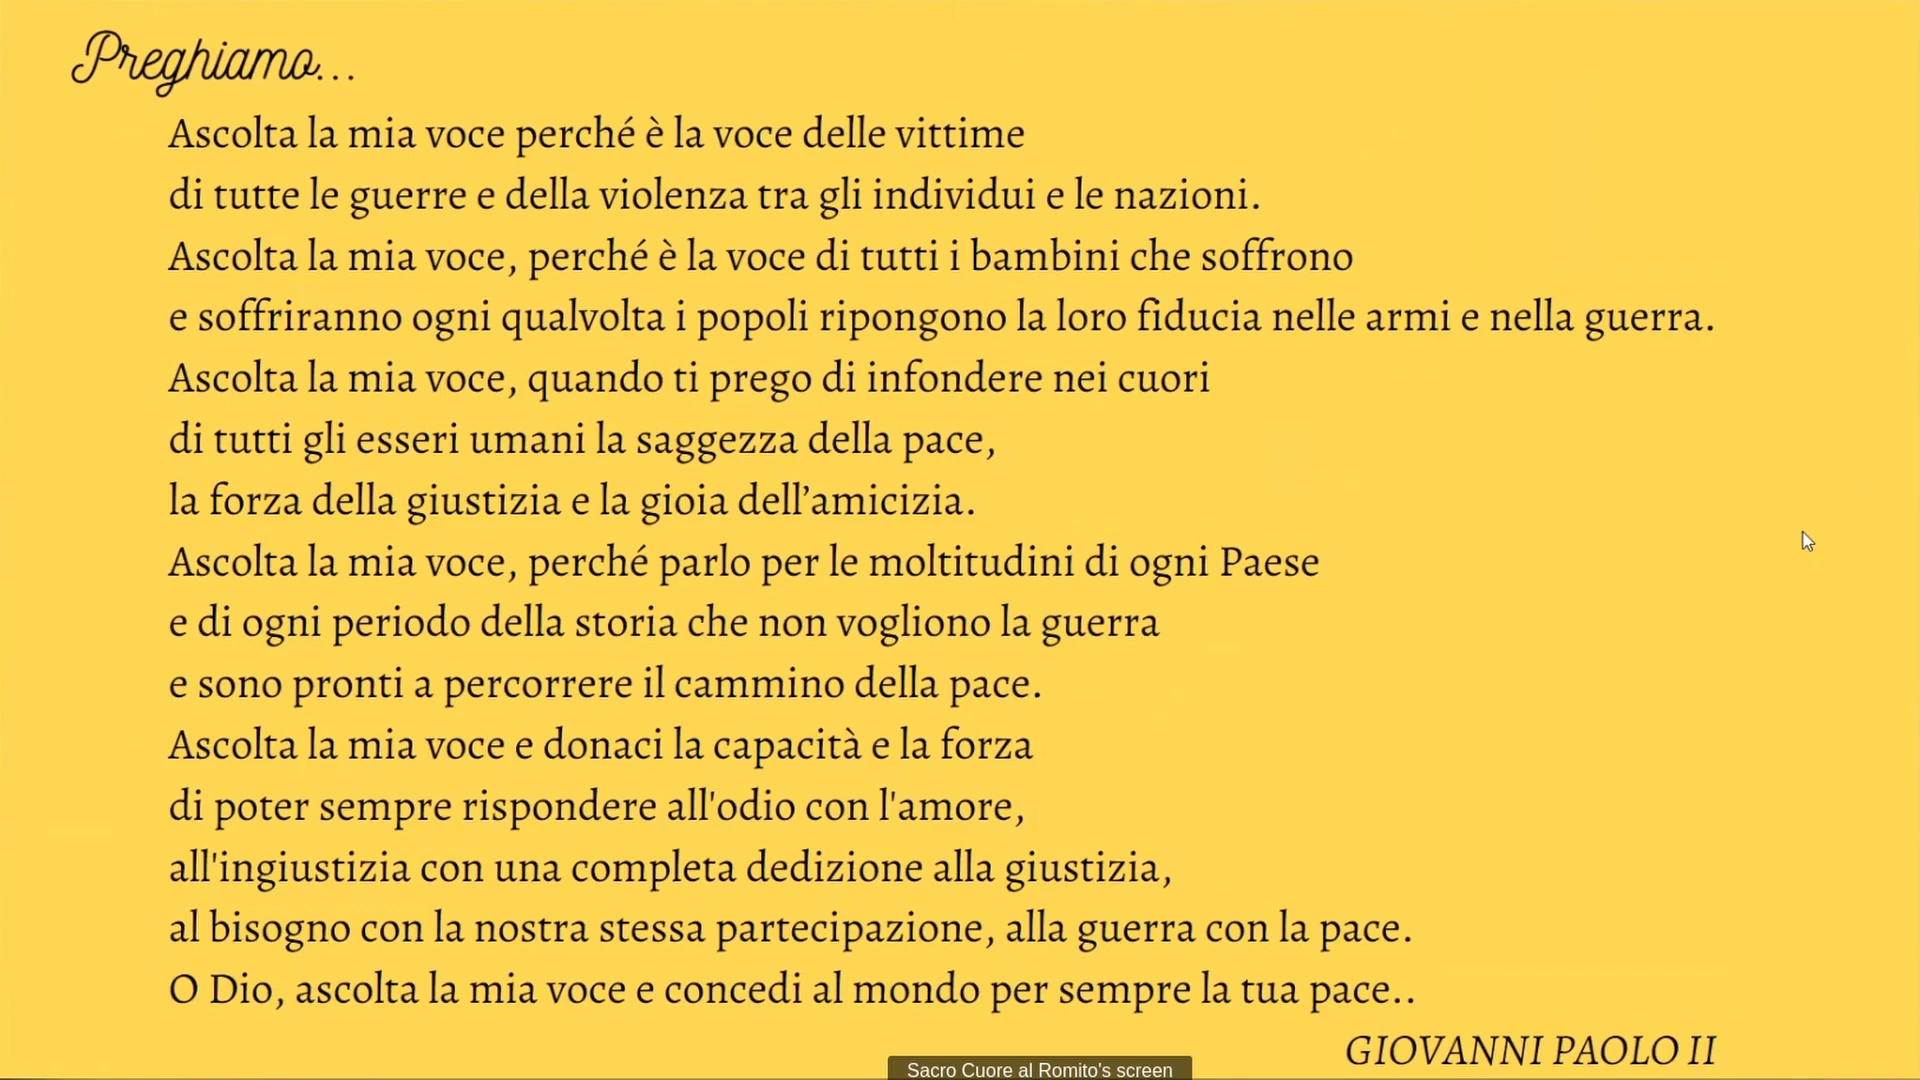 Preghiamo...
Ascolta la mia voce perché è la voce delle vittime
di tutte le guerre e della violenza tra gli individui e le nazioni.
Ascolta la mia voce, perché è la voce di tutti i bambini che soffrono
e soffriranno ogni qualvolta i popoli ripongono la loro fiducia nelle armi e nella guerra.
Ascolta la mia voce, quando ti prego di infondere nei cuori
di tutti gli esseri umani la saggezza della pace,
la forza della giustizia e la gioia dell’amicizia.
Ascolta la mia voce, perché parlo per le moltitudini di ogni Paese
e di ogni periodo della storia che non vogliono la guerra
e sono pronti a percorrere il cammino della pace.
Ascolta la mia voce e donaci la capacità e la forza
di poter sempre rispondere all'odio con l'amore,
all'ingiustizia con una completa dedizione alla giustizia,
al bisogno con la nostra stessa partecipazione, alla guerra con la pace.
O Dio, ascolta la mia voce e concedi al mondo per sempre la tua pace..
GIOVANNI PAOLO II
Sacro Cuore al Romito's screen